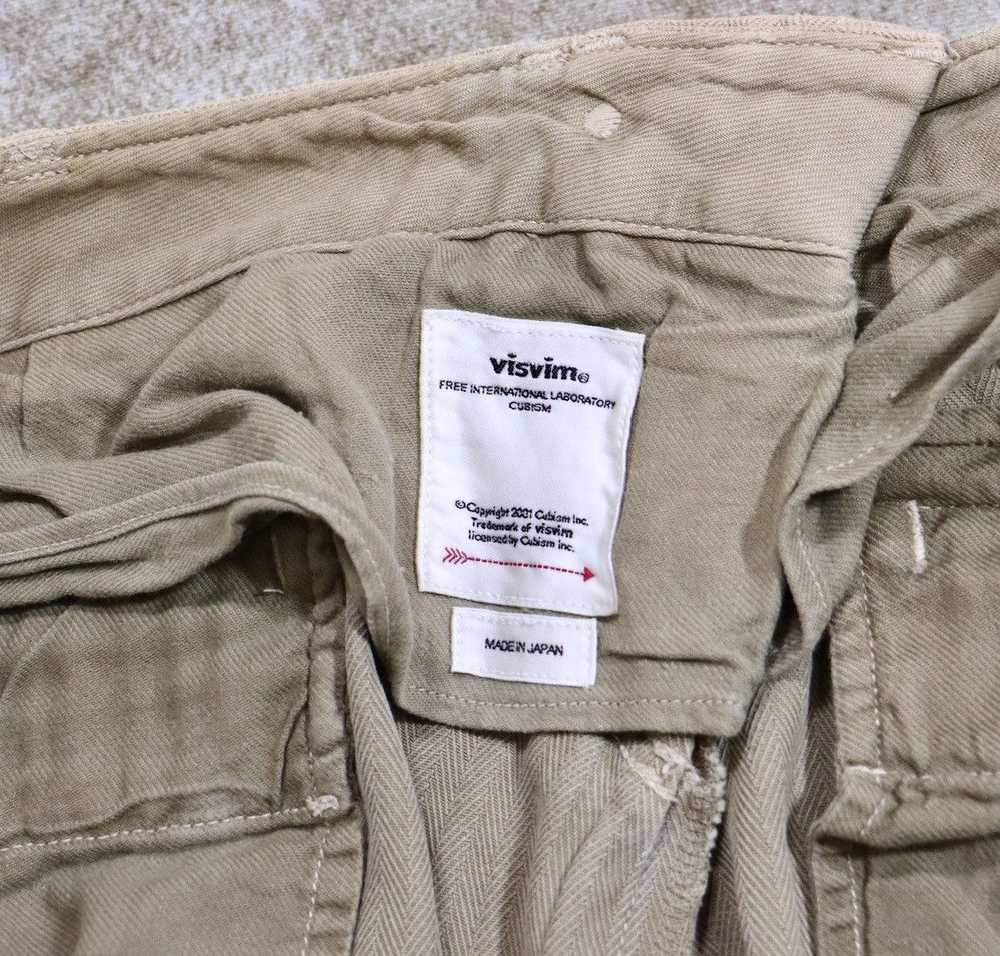 visvim®
FREE INTERNATIONAL LABORATORY
CUBISM
©Copyright 2001 Cubism Inc.
Trademark of visvim
licensed by Cubism Inc.
MADE IN JAPAN